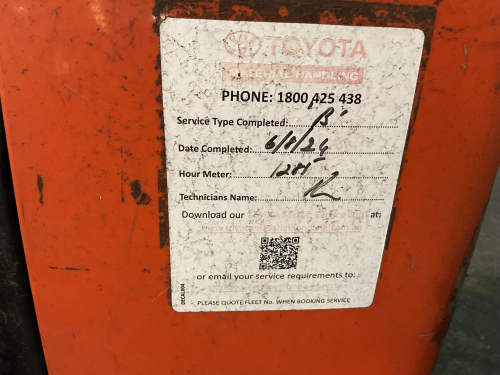 TOYOTA
MATERIAL HANDLING
PHONE: 1800 425 438
Service Type Completed: 'B'
Date Completed: 6/8/24
Hour Meter:
Technicians Name:
Download our at:
or email your service requirements to:
PLEASE QUOTE FLEET No. WHEN BOOKING SERVICE